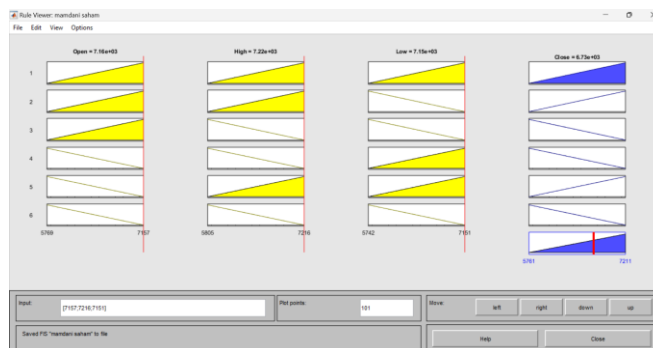 Rule Viewer: mamdani saham
File Edit View Options
Open = 7.16e+03 High = 7.22e+03 Low = 7.15e+03 Close = 6.73e+03
1
2
3
4
5
6
5768 7157 5805 7216 5742 7151
5761 7211
Input: [7157;7216;7151] Plot points: 101 Move: left right down up
Saved FIS "mamdani saham" to file Help Close